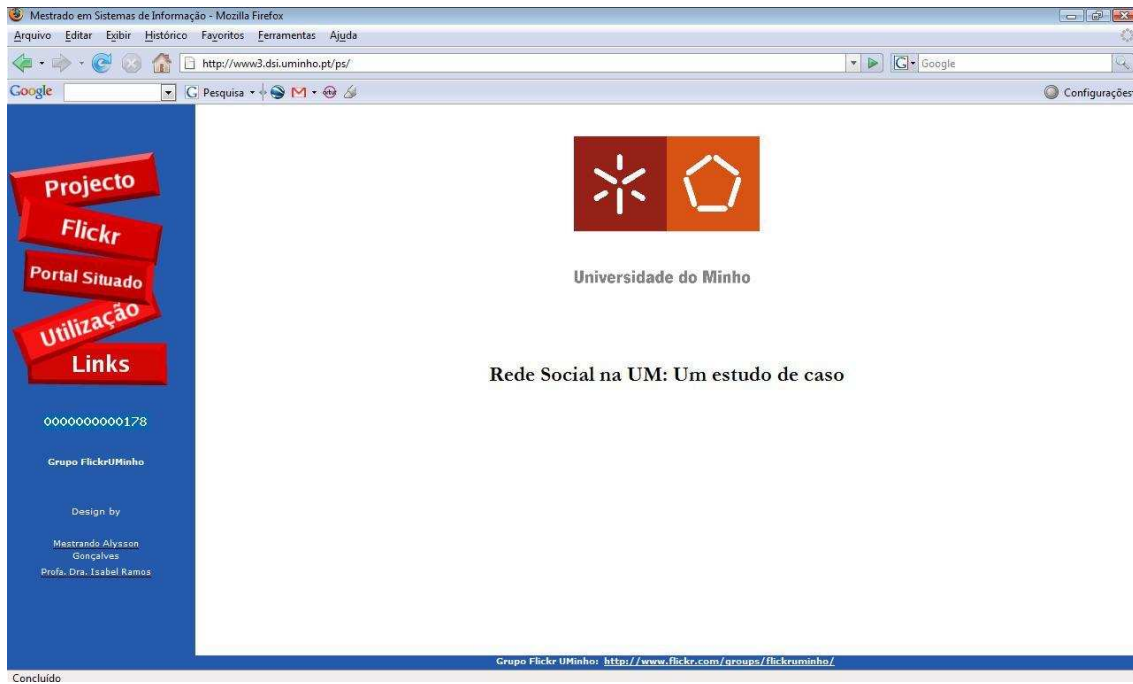 Mestrado em Sistemas de Informação - Mozilla Firefox
Arquivo Editar Exibir Histórico Favoritos Ferramentas Ajuda
http://www3.dsi.uminho.pt/ps/
G Google
Google
G Pesquisa
Configurações
Projecto
Flickr
Portal Situado
Utilização
Links
0000000000178
Grupo FlickrUMinho
Design by
Mestrando Alysson
Gonçalves
Profa. Dra. Isabel Ramos
Universidade do Minho
Rede Social na UM: Um estudo de caso
Grupo Flickr UMinho: http://www.flickr.com/groups/flickruminho/
Concluído